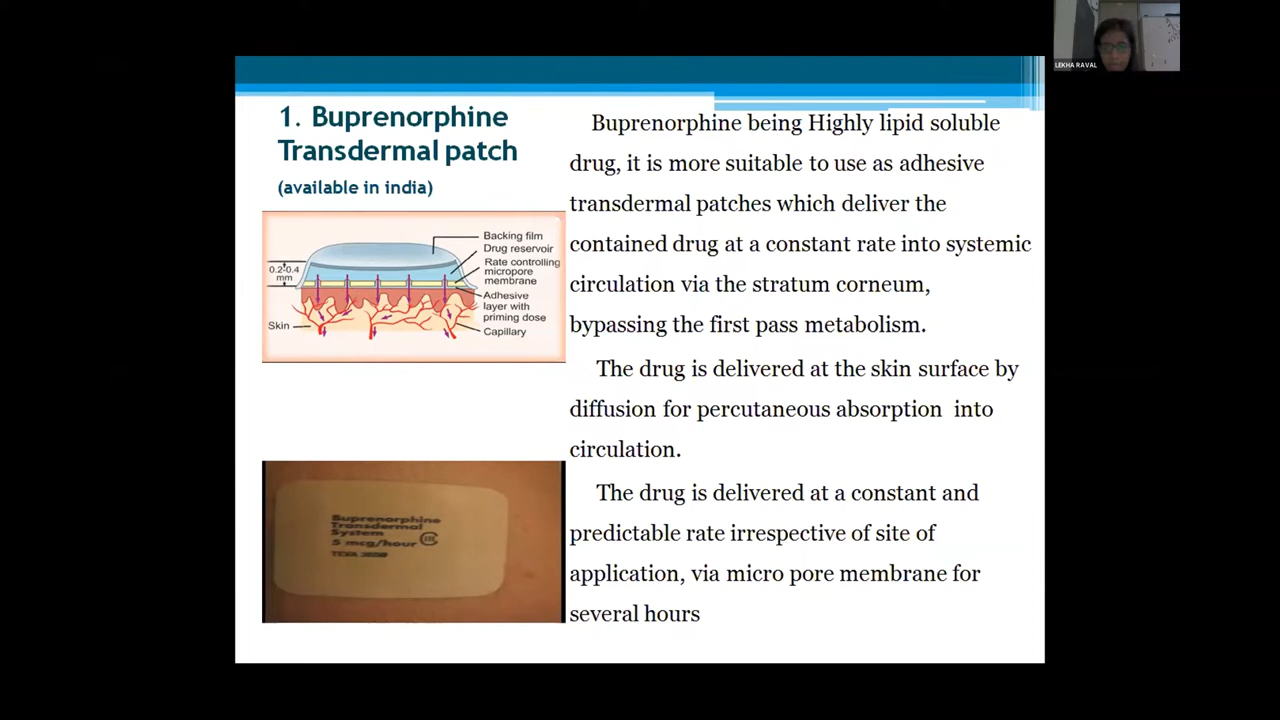 LEKHA RAVAL
1. Buprenorphine
Transdermal patch
(available in india)
Backing film
Drug reservoir
Rate controlling
micropore
membrane
Adhesive
layer with
priming dose
Capillary
0.2-0.4
mm
Skin
Buprenorphine
Transdermal
System
5 mcg/hour CIII
TEVA
Buprenorphine being Highly lipid soluble
drug, it is more suitable to use as adhesive
transdermal patches which deliver the
contained drug at a constant rate into systemic
circulation via the stratum corneum,
bypassing the first pass metabolism.
The drug is delivered at the skin surface by
diffusion for percutaneous absorption into
circulation.
The drug is delivered at a constant and
predictable rate irrespective of site of
application, via micro pore membrane for
several hours